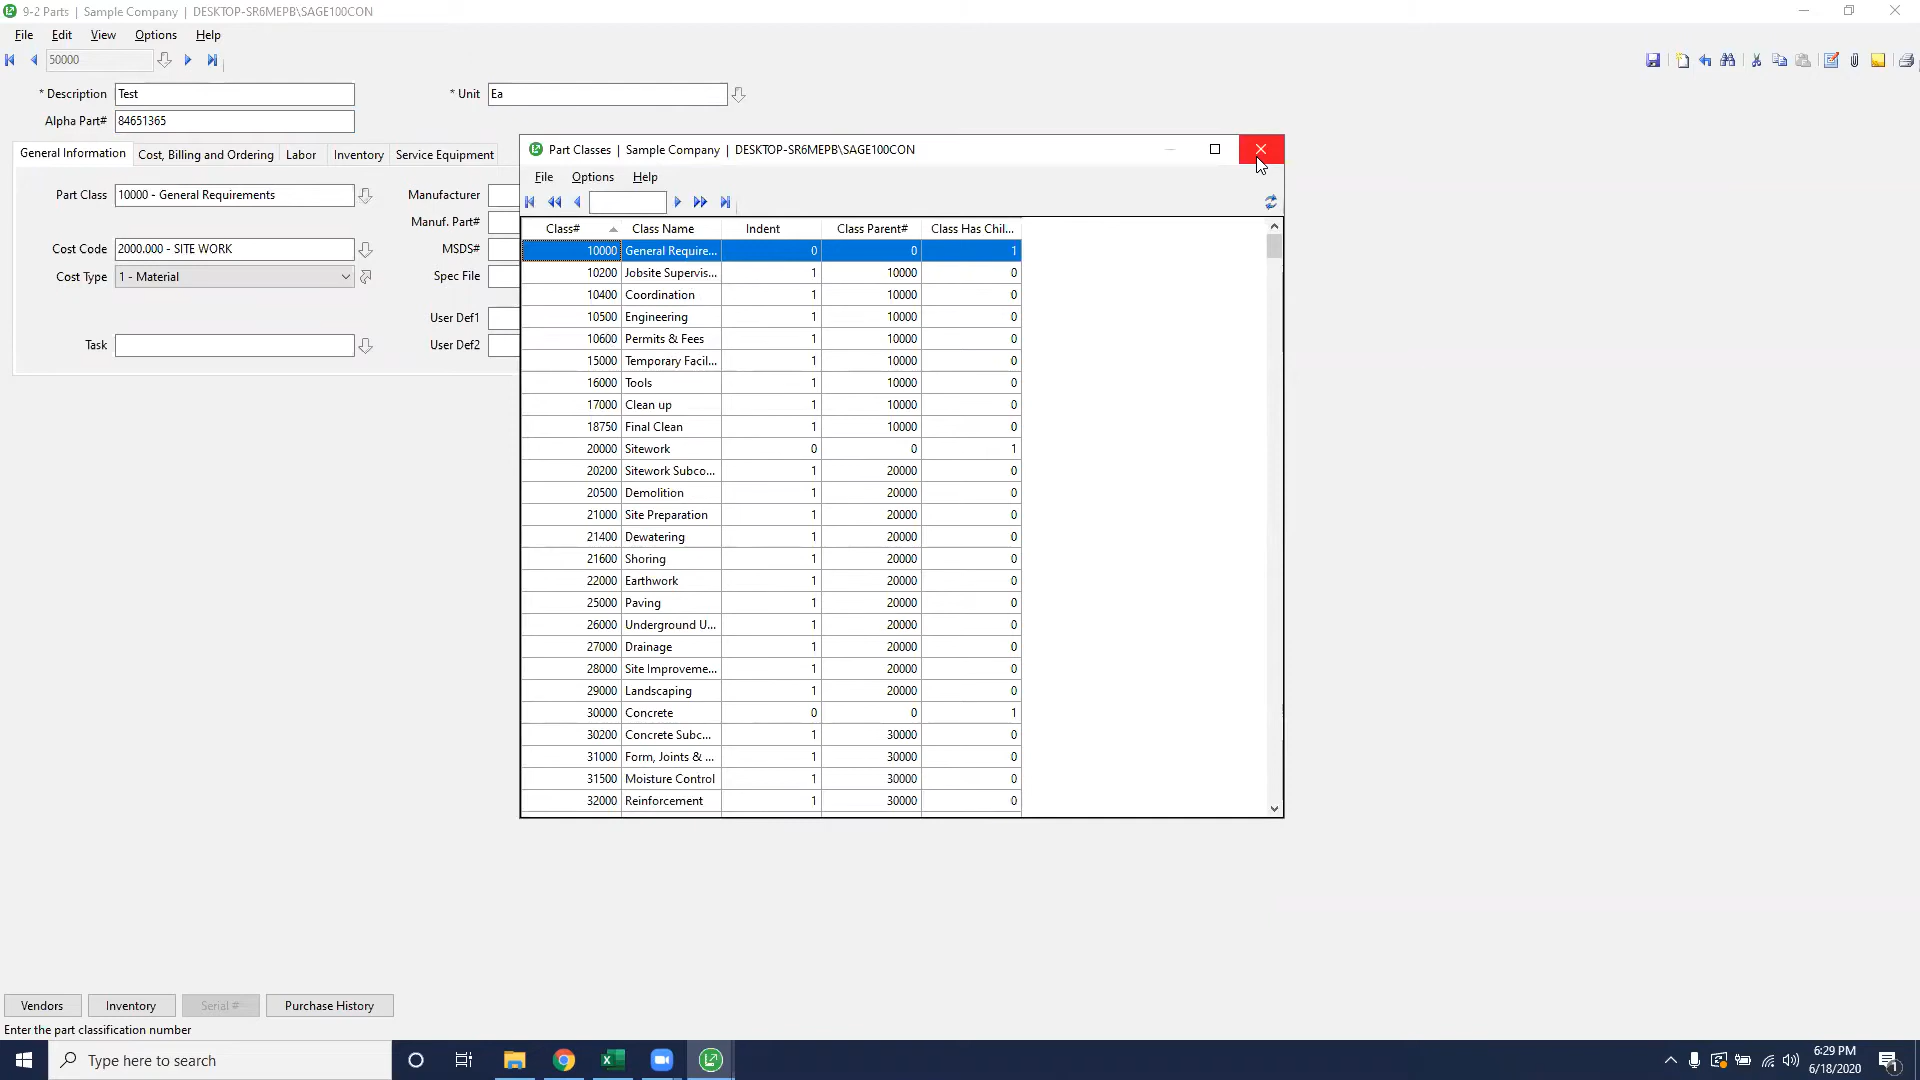 9-2 Parts | Sample Company | DESKTOP-SR6MEPB\SAGE100CON
File Edit View Options Help
50000
* Description Test * Unit Ea
Alpha Part# 84651365
General Information Cost, Billing and Ordering Labor Inventory Service Equipment
Part Class 10000 - General Requirements Manufacturer
Manuf. Part#
Cost Code 2000.000 - SITE WORK MSDS#
Cost Type 1 - Material Spec File
User Def1
Task User Def2
Part Classes | Sample Company | DESKTOP-SR6MEPB\SAGE100CON
File Options Help
Class# Class Name Indent Class Parent# Class Has Chil...
10000 General Require... 0 0 1
10200 Jobsite Supervis... 1 10000 0
10400 Coordination 1 10000 0
10500 Engineering 1 10000 0
10600 Permits & Fees 1 10000 0
15000 Temporary Facil... 1 10000 0
16000 Tools 1 10000 0
17000 Clean up 1 10000 0
18750 Final Clean 1 10000 0
20000 Sitework 0 0 1
20200 Sitework Subco... 1 20000 0
20500 Demolition 1 20000 0
21000 Site Preparation 1 20000 0
21400 Dewatering 1 20000 0
21600 Shoring 1 20000 0
22000 Earthwork 1 20000 0
25000 Paving 1 20000 0
26000 Underground U... 1 20000 0
27000 Drainage 1 20000 0
28000 Site Improveme... 1 20000 0
29000 Landscaping 1 20000 0
30000 Concrete 0 0 1
30200 Concrete Subc... 1 30000 0
31000 Form, Joints & ... 1 30000 0
31500 Moisture Control 1 30000 0
32000 Reinforcement 1 30000 0
Vendors Inventory Serial # Purchase History
Enter the part classification number
Type here to search
6:29 PM
6/18/2020
1